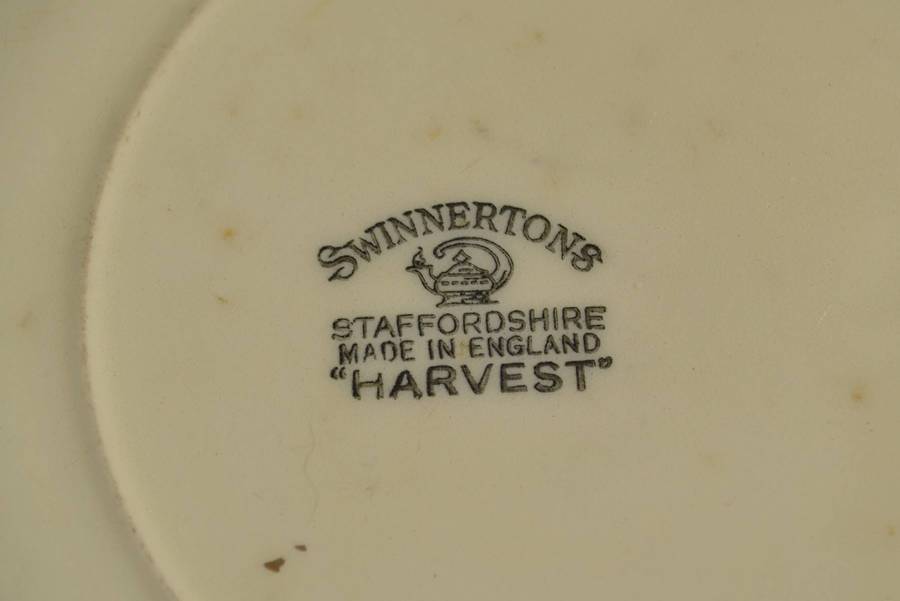 SWINNERTONS
STAFFORDSHIRE
MADE IN ENGLAND
"HARVEST"